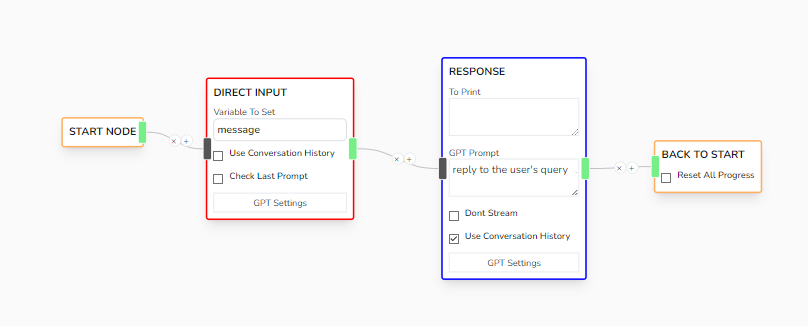 START NODE
DIRECT INPUT
Variable To Set
message
Use Conversation History
Check Last Prompt
GPT Settings
RESPONSE
To Print
GPT Prompt
reply to the user's query
Dont Stream
Use Conversation History
GPT Settings
BACK TO START
Reset All Progress